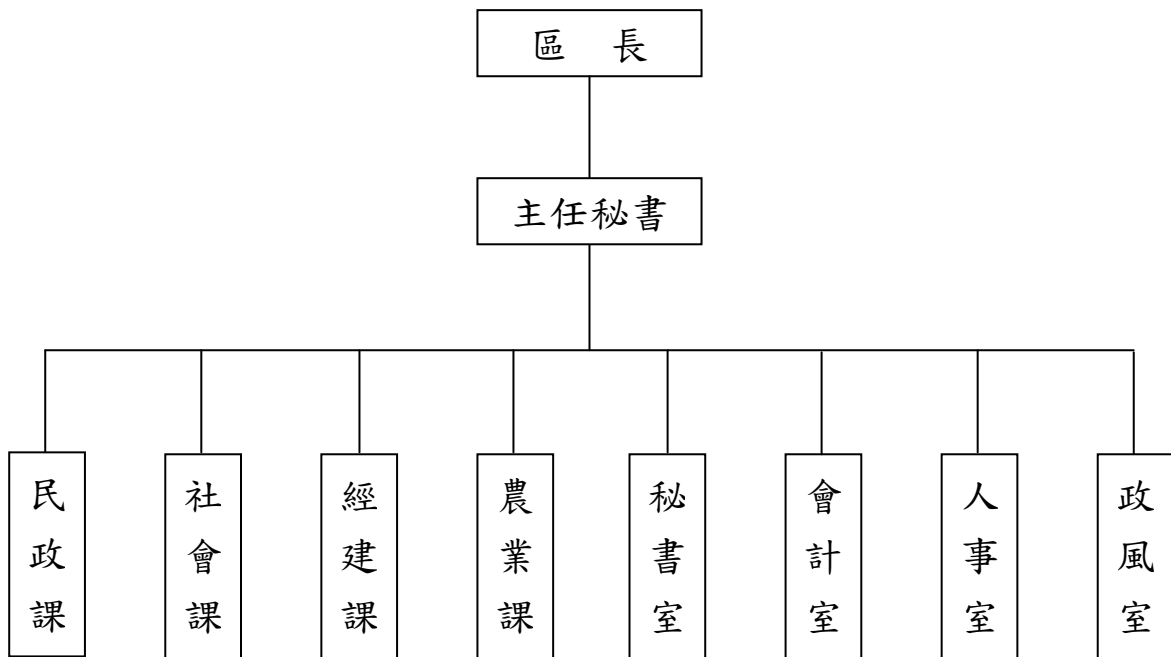 區 長
主任秘書
民政課
社會課
經建課
農業課
秘書室
會計室
人事室
政風室